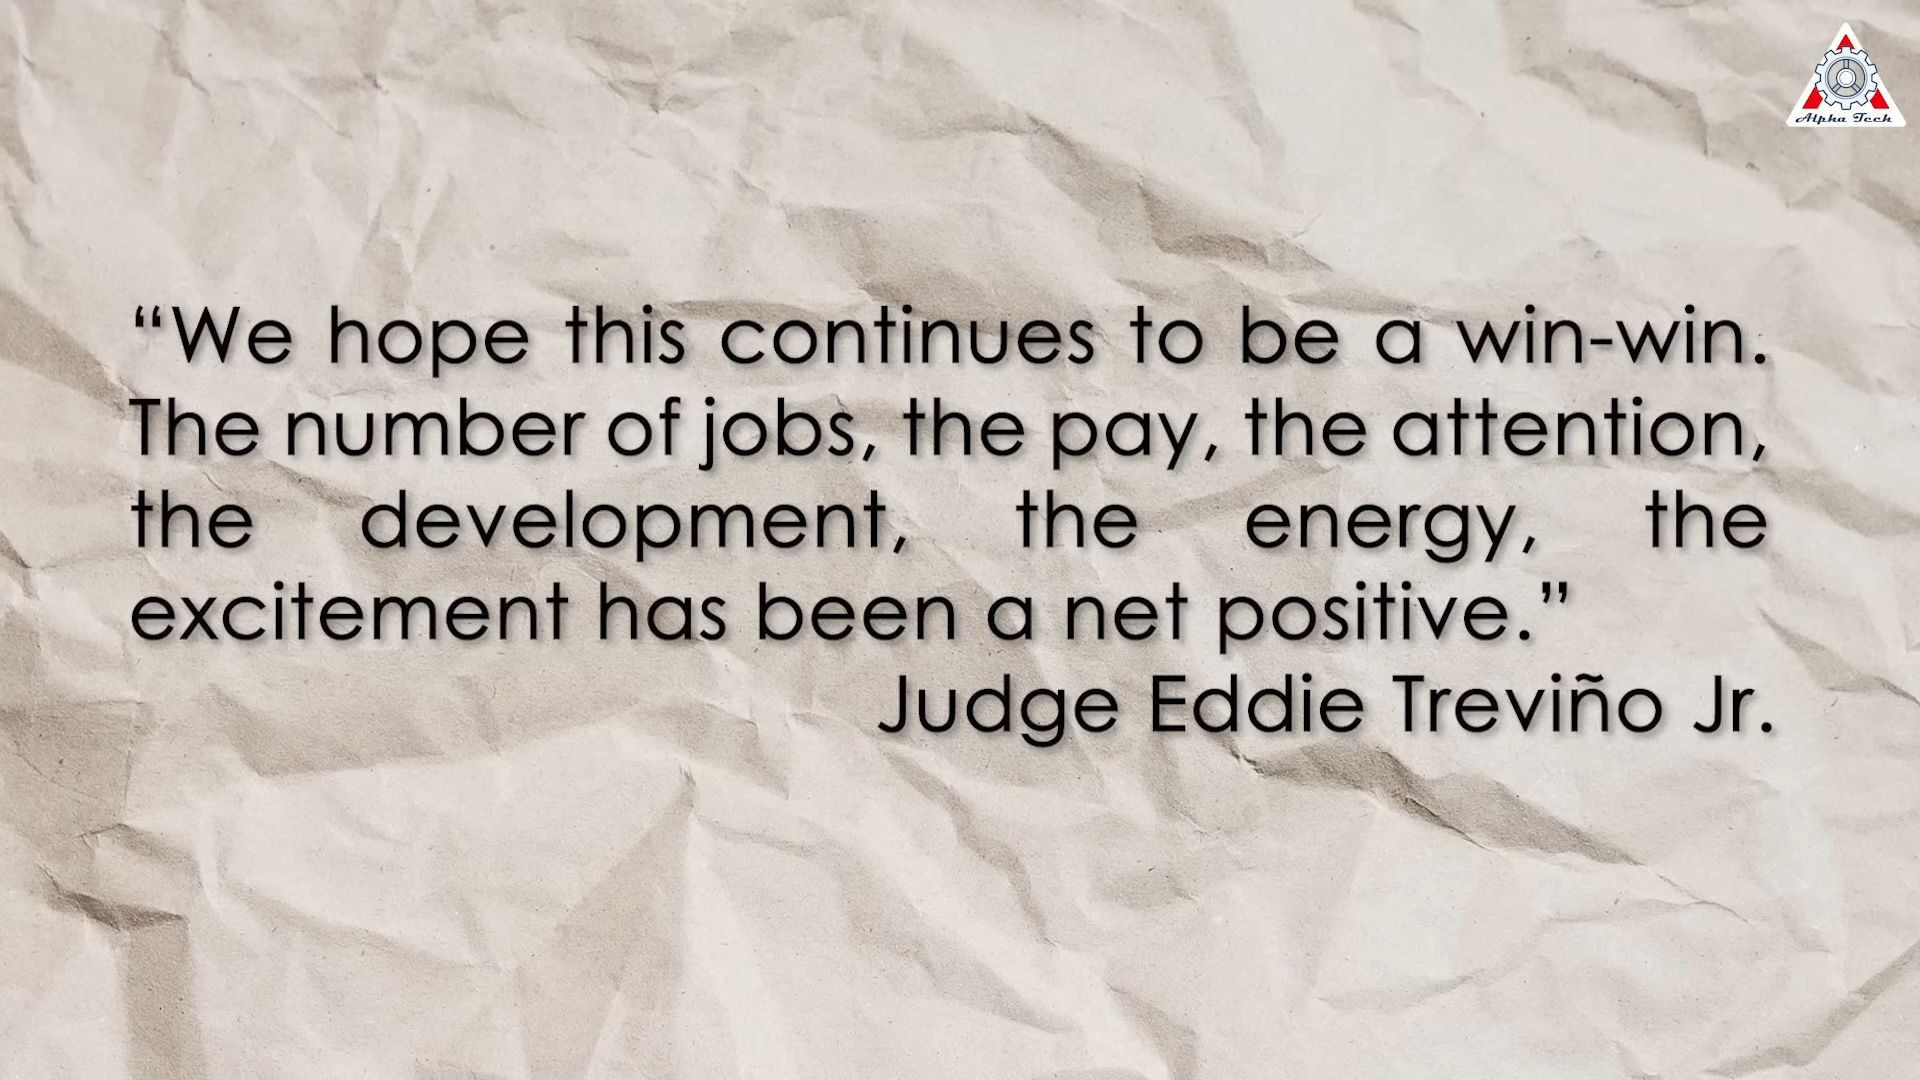 Alpha Tech
“We hope this continues to be a win-win.
The number of jobs, the pay, the attention,
the development, the energy, the
excitement has been a net positive.”
Judge Eddie Treviño Jr.